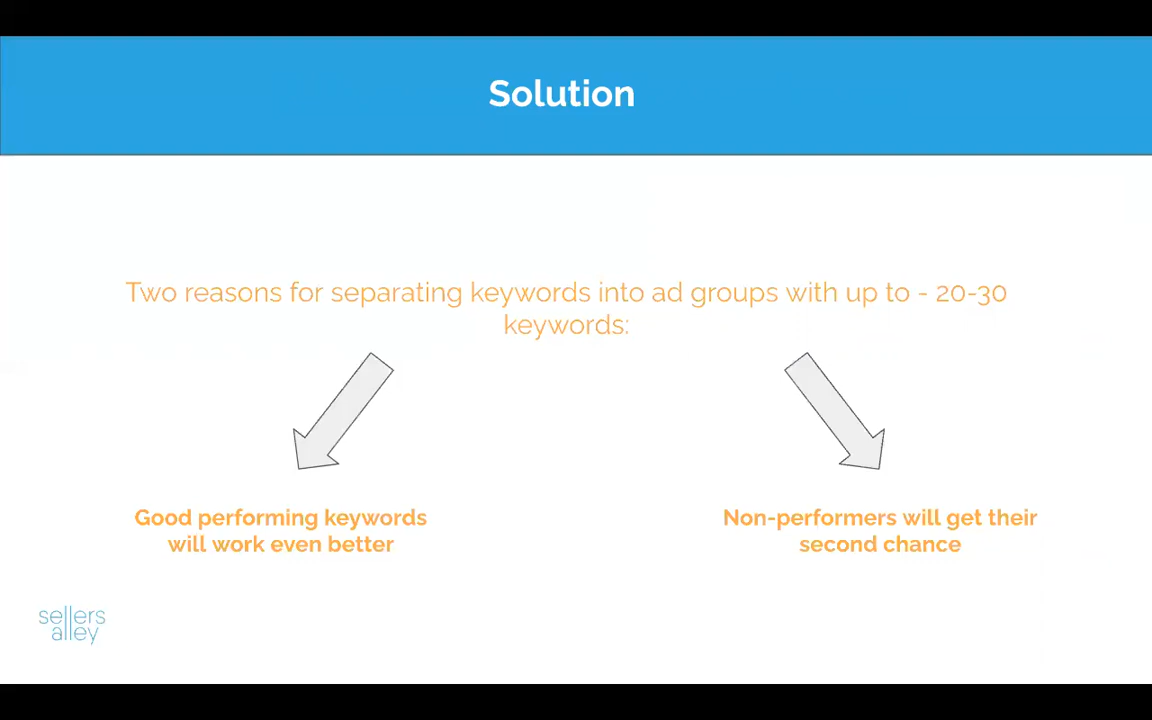 Solution
Two reasons for separating keywords into ad groups with up to - 20-30
keywords:
Good performing keywords
will work even better
Non-performers will get their
second chance
sellers
alley